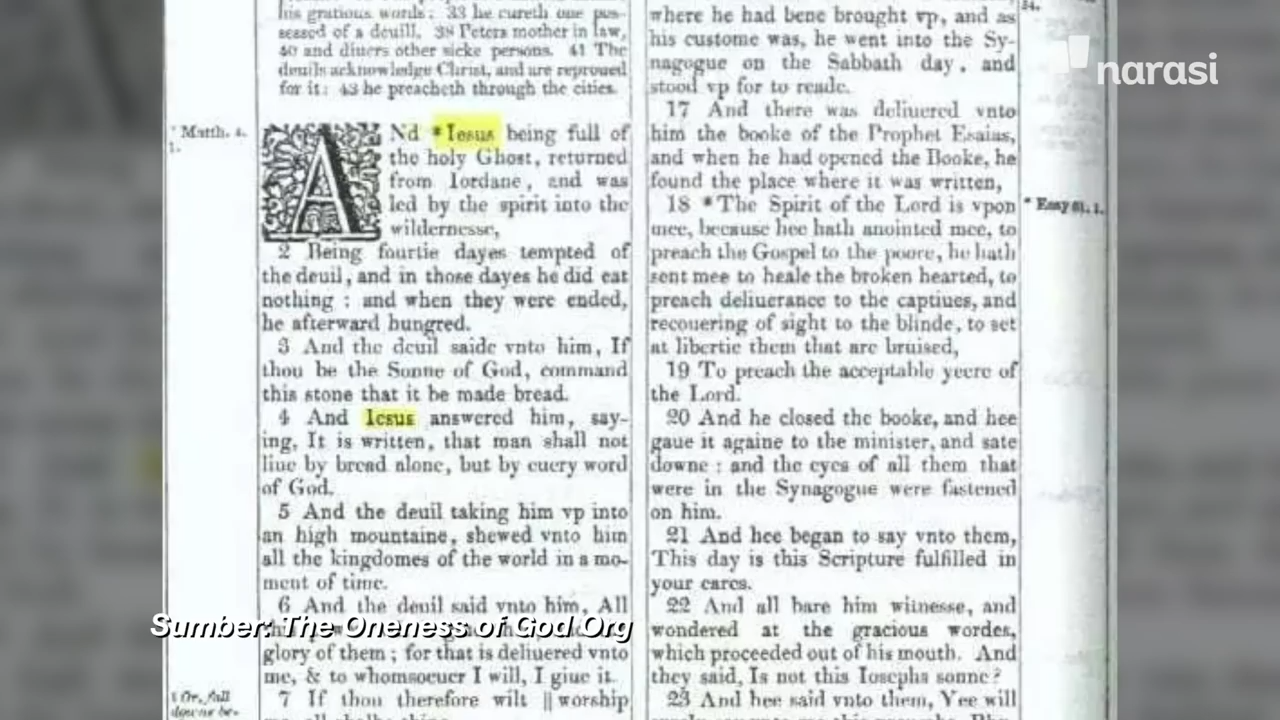 his gratious words: 33 he cureth one pos-
sessed of a deuill, 38 Peters mother in law,
40 and diuers other sicke persons. 41 The
deuils acknowledge Christ, and are reproued
for it: 43 he preacheth through the cities.
* Matth. 4.
1.
ANd * Iesus being full of
the holy Ghost, returned
from Iordane, and was
led by the spirit into the
wildernesse,
2 Being fourtie dayes tempted of
the deuil, and in those dayes he did eat
nothing : and when they were ended,
he afterward hungred.
3 And the deuil saide vnto him, If
thou be the Sonne of God, command
this stone that it be made bread.
4 And Iesus answered him, say-
ing, It is written, that man shall not
liue by bread alone, but by euery word
of God.
5 And the deuil taking him vp into
an high mountaine, shewed vnto him
all the kingdomes of the world in a mo-
ment of time.
6 And the deuil said vnto him, All
glory of them ; for that is deliuered vnto
me, & to whomsoeuer I will, I giue it.
7 If thou therefore wilt || worship
|| Or, fall
downe be-
where he had bene brought vp, and as
his custome was, he went into the Sy-
nagogue on the Sabbath day, and
stood vp for to reade.
17 And there was deliuered vnto
him the booke of the Prophet Esaias,
and when he had opened the Booke, he
found the place where it was written,
18 * The Spirit of the Lord is vpon
mee, because hee hath anointed mee, to
preach the Gospel to the poore, he hath
sent mee to heale the broken hearted, to
preach deliuerance to the captiues, and
recouering of sight to the blinde, to set
at libertie them that are bruised,
19 To preach the acceptable yeere of
the Lord.
20 And he closed the booke, and hee
gaue it againe to the minister, and sate
downe : and the eyes of all them that
were in the Synagogue were fastened
on him.
21 And hee began to say vnto them,
This day is this Scripture fulfilled in
your eares.
22 And all bare him witnesse, and
wondered at the gracious wordes,
which proceeded out of his mouth. And
they said, Is not this Iosephs sonne?
23 And hee said vnto them, Yee will
54.
* Esay 61. 1.
narasi
Sumber: The Oneness of God Org